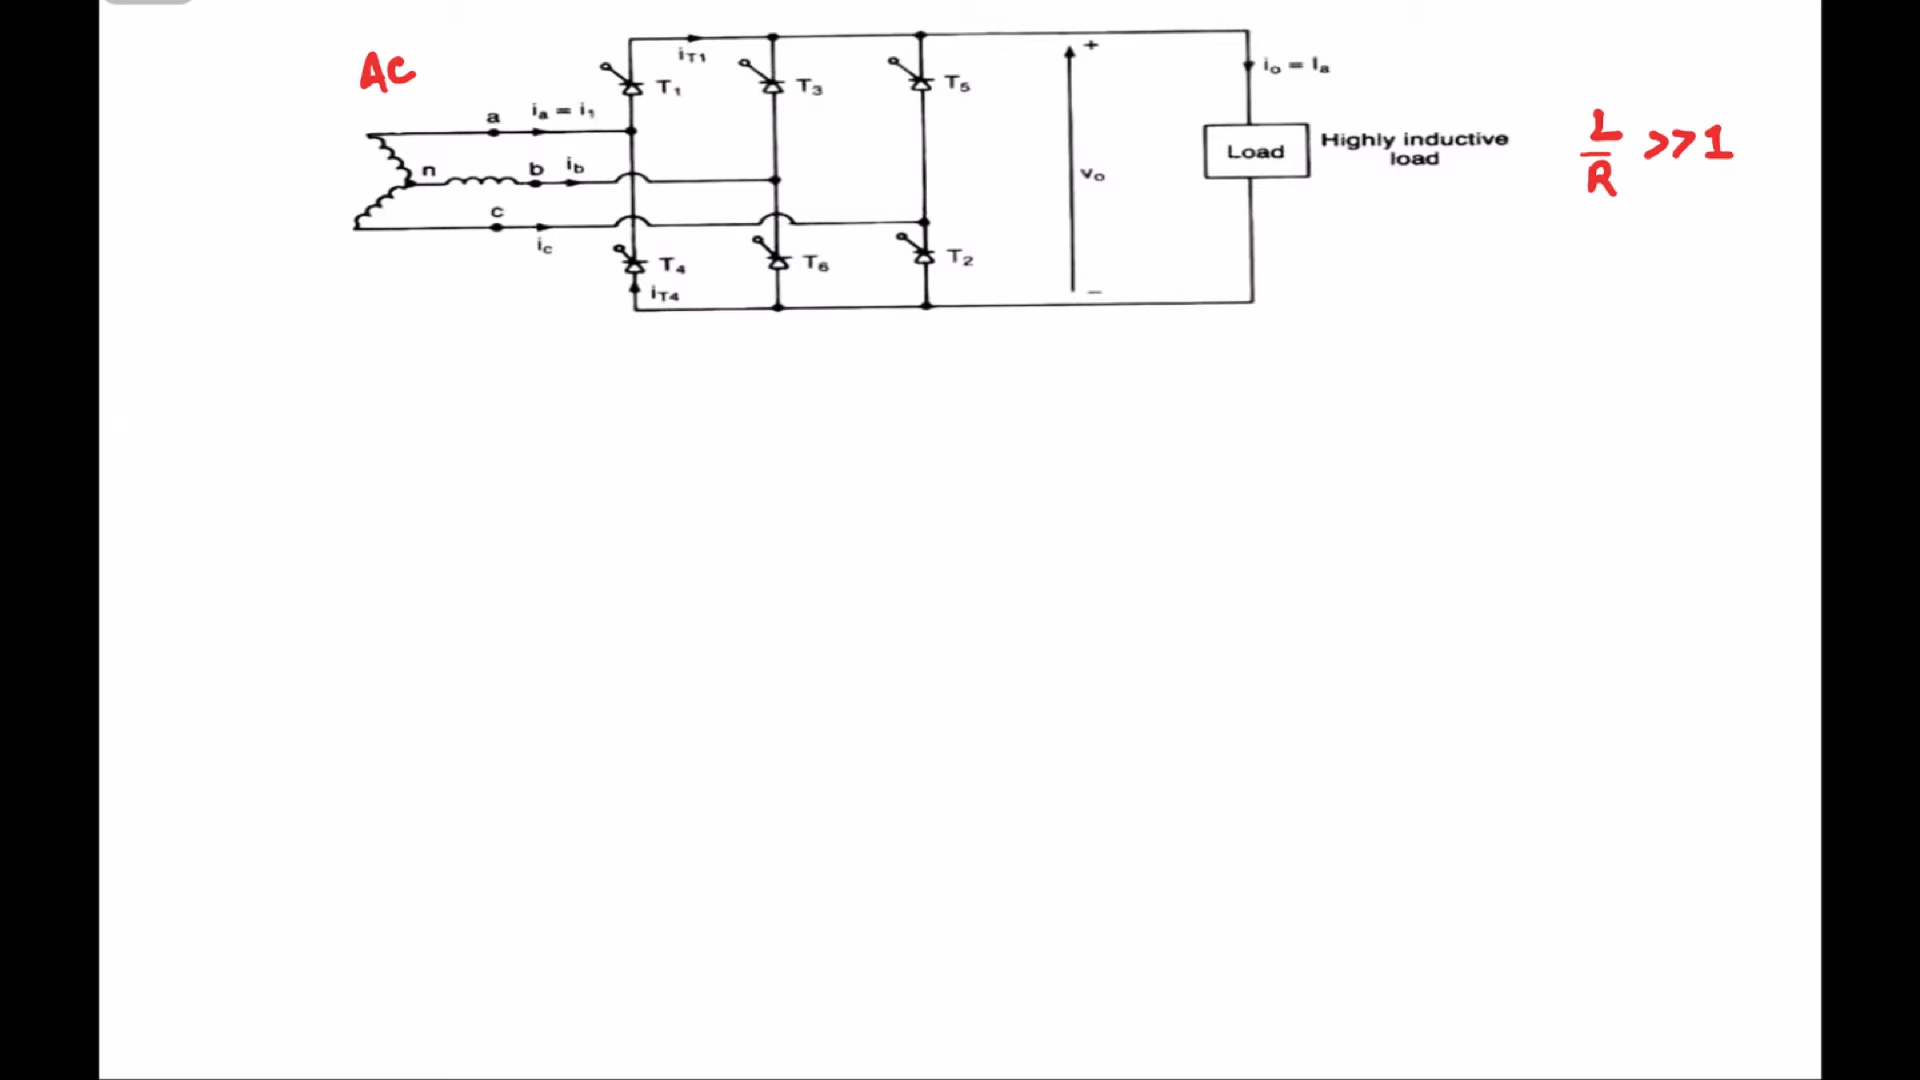 AC
iT1
T1
T3
T5
+
io = Ia
a
ia = i1
n
b
ib
vo
Load
Highly inductive
load
L/R >> 1
c
ic
T4
T6
T2
iT4
−